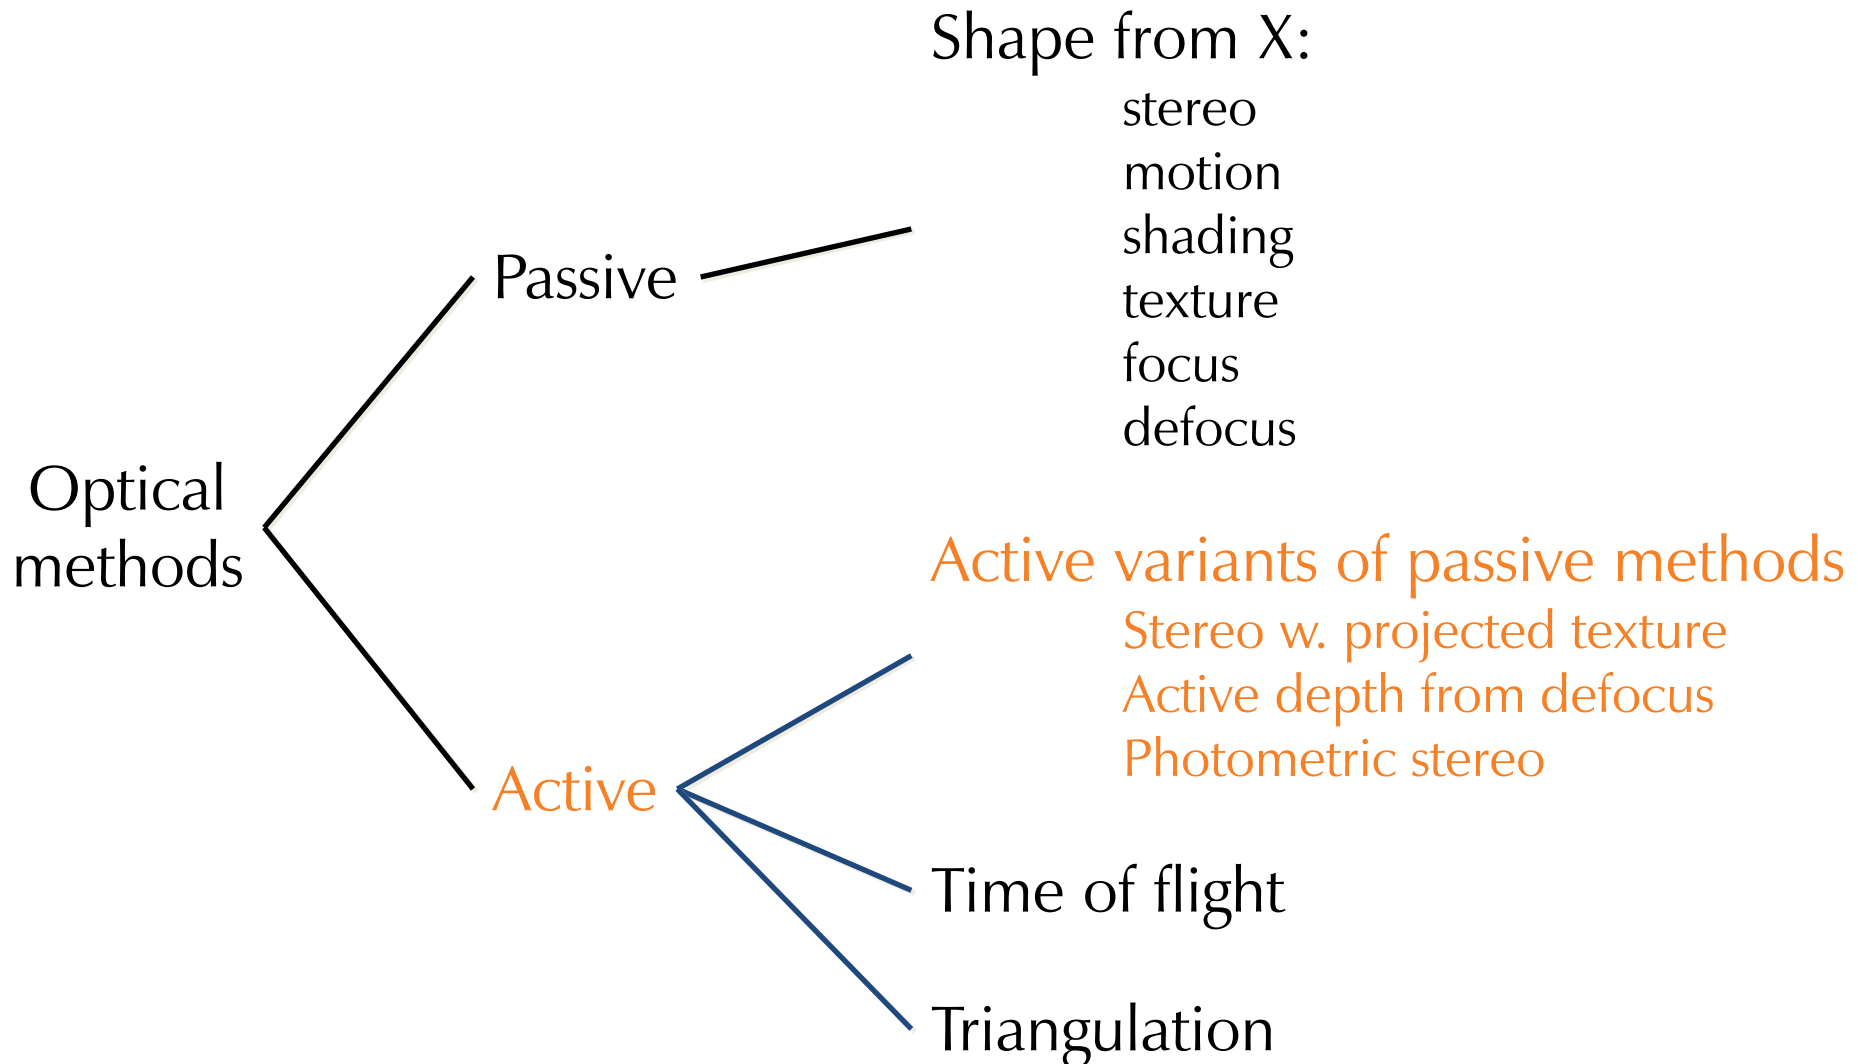 Optical
methods
Passive
Shape from X:
stereo
motion
shading
texture
focus
defocus
Active
Active variants of passive methods
Stereo w. projected texture
Active depth from defocus
Photometric stereo
Time of flight
Triangulation